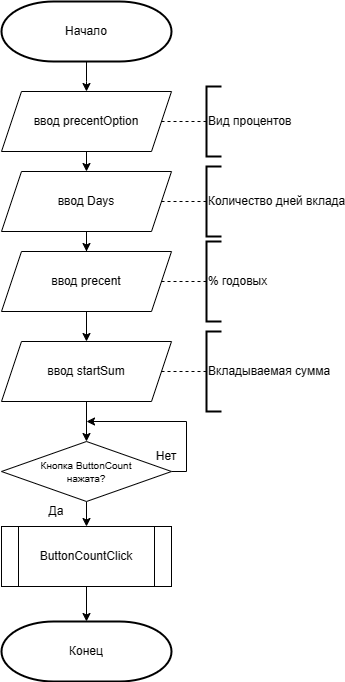 Начало
ввод precentOption
Вид процентов
ввод Days
Количество дней вклада
ввод precent
% годовых
ввод startSum
Вкладываемая сумма
Кнопка ButtonCount
нажата?
Нет
Да
ButtonCountClick
Конец